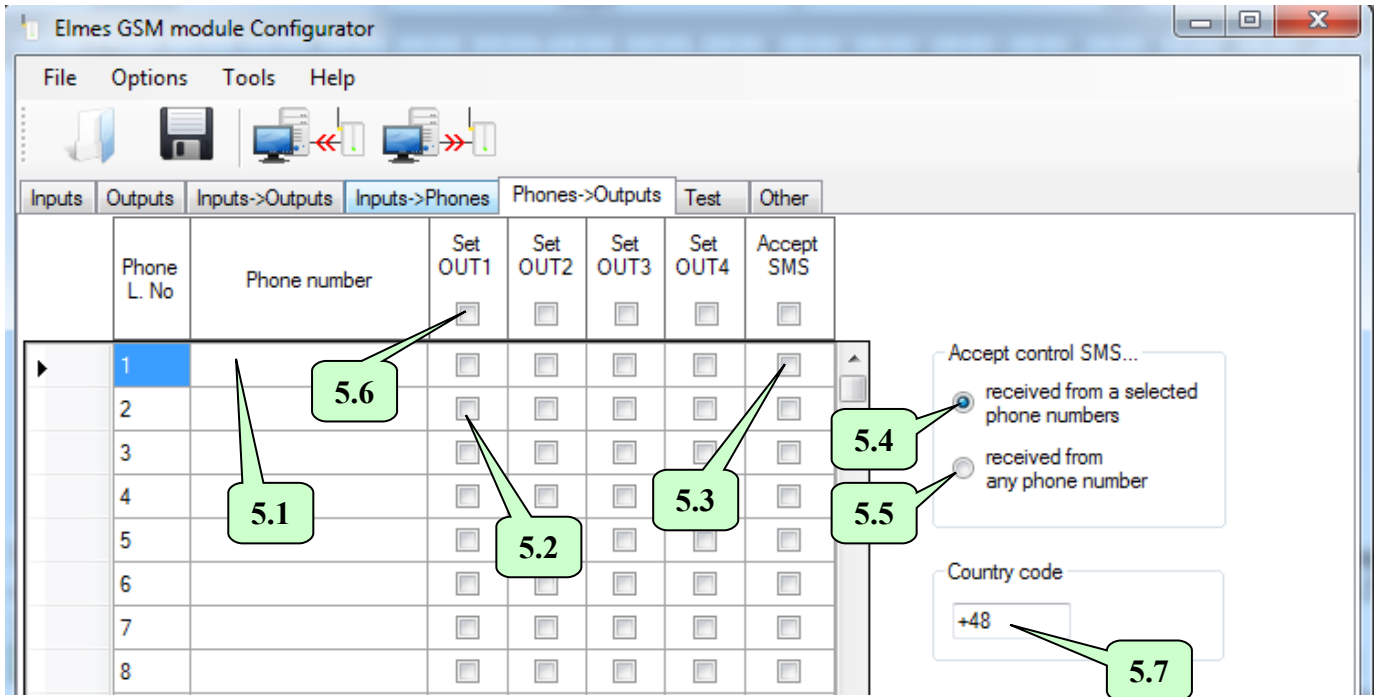 Elmes GSM module Configurator
File Options Tools Help
Inputs Outputs Inputs->Outputs Inputs->Phones Phones->Outputs Test Other
Phone L. No
Phone number
Set OUT1
Set OUT2
Set OUT3
Set OUT4
Accept SMS
1
2
3
4
5
6
7
8
5.6
5.1
5.2
5.3
Accept control SMS...
received from a selected
phone numbers
5.4
received from
any phone number
5.5
Country code
+48
5.7